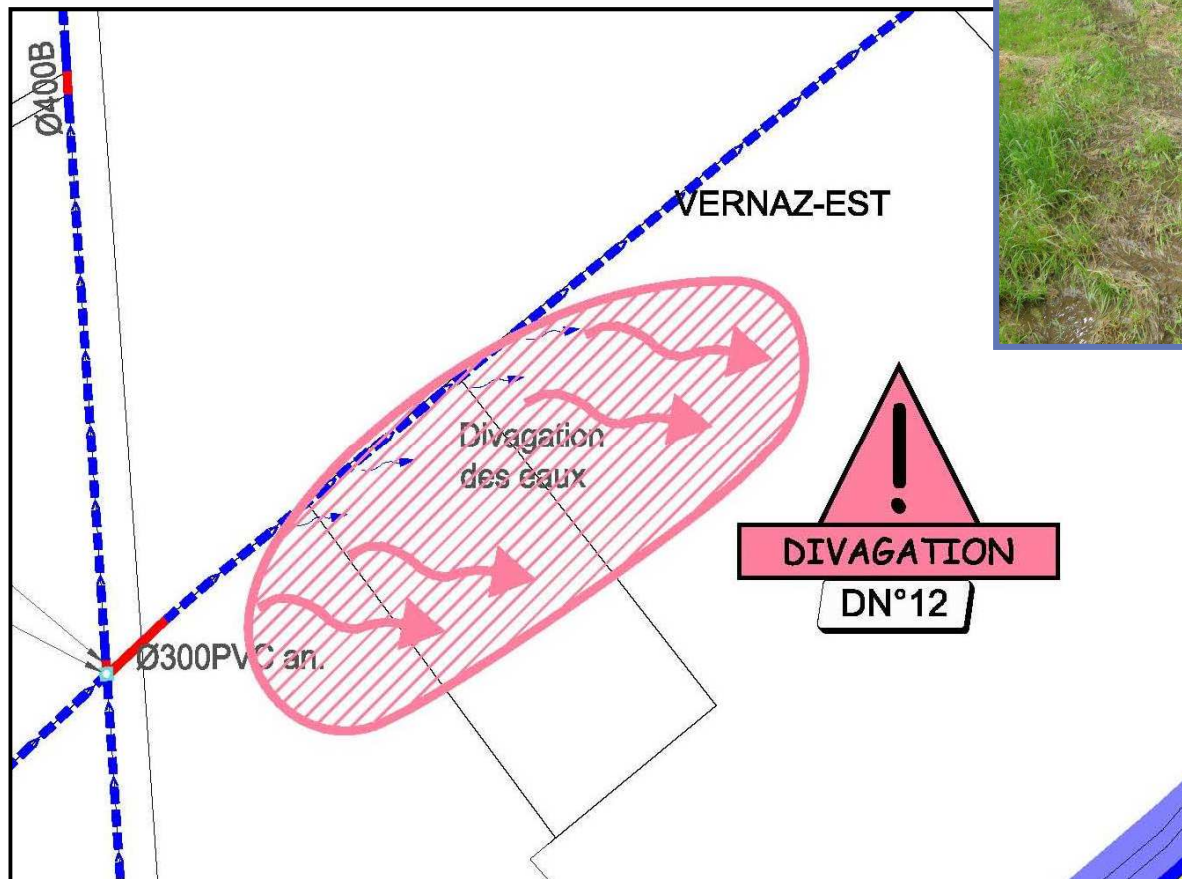 Ø400B
VERNAZ-EST
Divagation
des eaux
DIVAGATION
DN°12
Ø300PVC an.